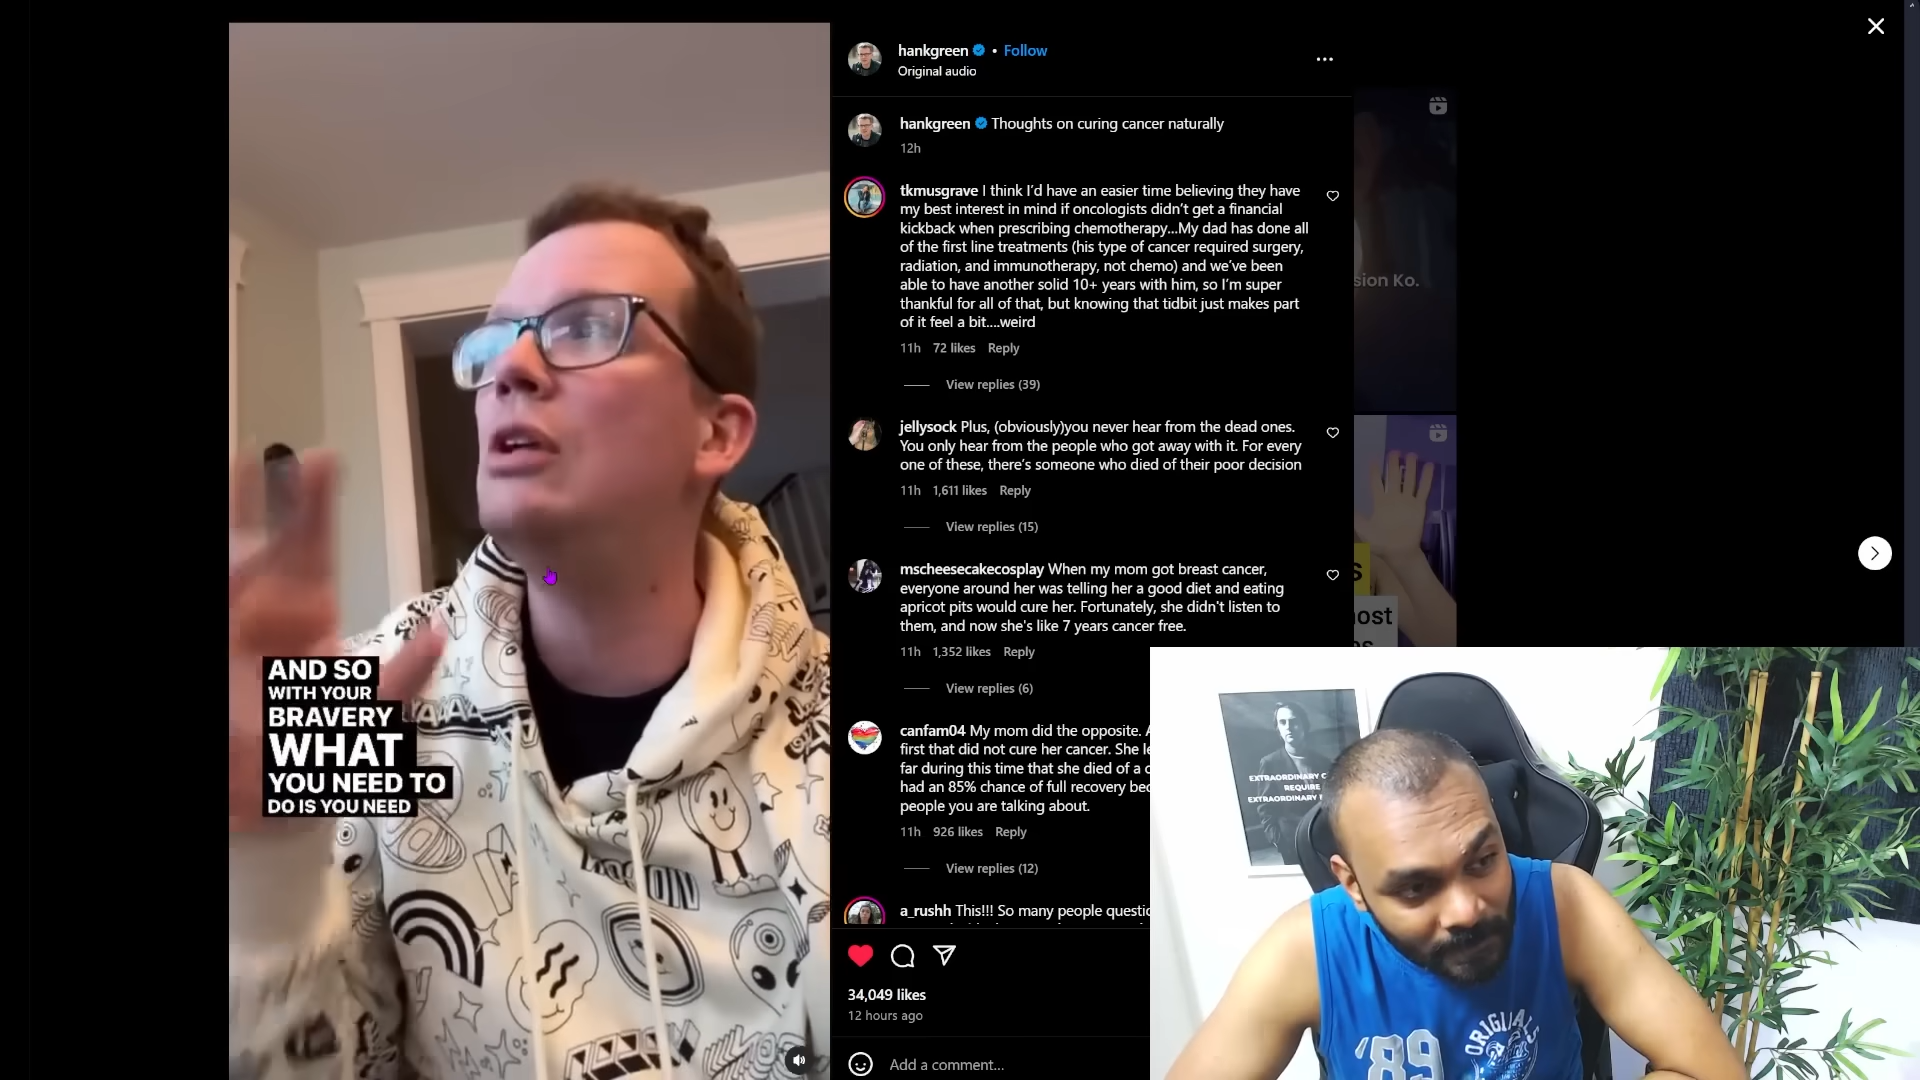 hankgreen • Follow
Original audio
hankgreen Thoughts on curing cancer naturally
12h
tkmusgrave I think I'd have an easier time believing they have
my best interest in mind if oncologists didn't get a financial
kickback when prescribing chemotherapy...My dad has done all
of the first line treatments (his type of cancer required surgery,
radiation, and immunotherapy, not chemo) and we've been
able to have another solid 10+ years with him, so I'm super
thankful for all of that, but knowing that tidbit just makes part
of it feel a bit....weird
11h 72 likes Reply
View replies (39)
jellysock Plus, (obviously)you never hear from the dead ones.
You only hear from the people who got away with it. For every
one of these, there's someone who died of their poor decision
11h 1,611 likes Reply
View replies (15)
mscheesecakecosplay When my mom got breast cancer,
everyone around her was telling her a good diet and eating
apricot pits would cure her. Fortunately, she didn't listen to
them, and now she's like 7 years cancer free.
11h 1,352 likes Reply
View replies (6)
canfam04 My mom did the opposite.
first that did not cure her cancer. She
far during this time that she died of a
had an 85% chance of full recovery
people you are talking about.
11h 926 likes Reply
View replies (12)
a_rushh This!!! So many people
34,049 likes
12 hours ago
Add a comment...
AND SO
WITH YOUR
BRAVERY
WHAT
YOU NEED TO
DO IS YOU NEED
sion Ko.
EXTRAORDINARY
REQUIRE
EXTRAORDINARY
'89
ORIGINALS